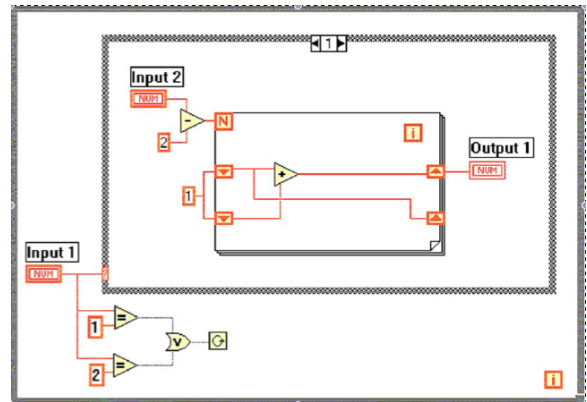 1
Input 2
NUM
-
2
N
i
Output 1
NUM
+
1
Input 1
NUM
?
=
1
V
=
2
i